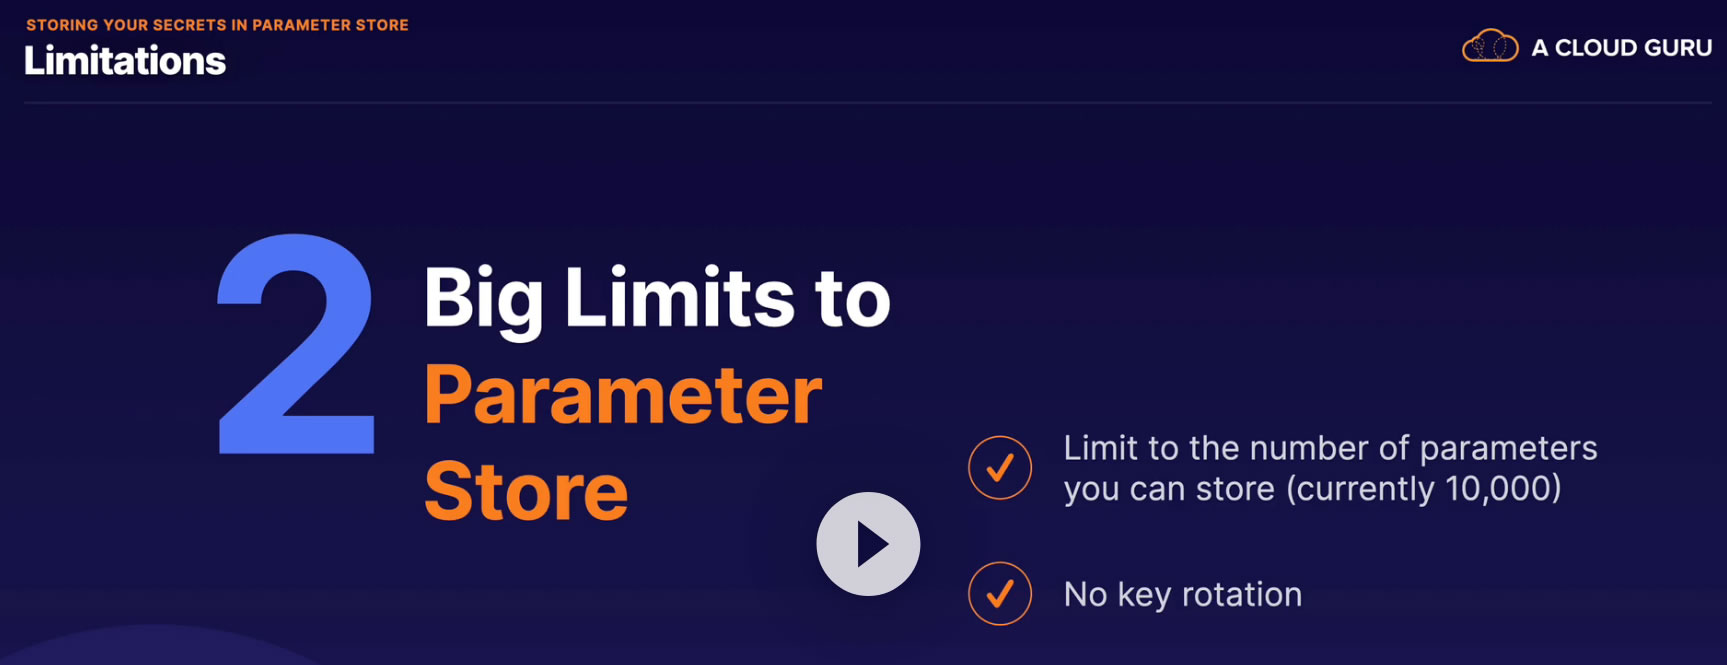 STORING YOUR SECRETS IN PARAMETER STORE
Limitations
A CLOUD GURU
2
Big Limits to
Parameter
Store
Limit to the number of parameters
you can store (currently 10,000)
No key rotation